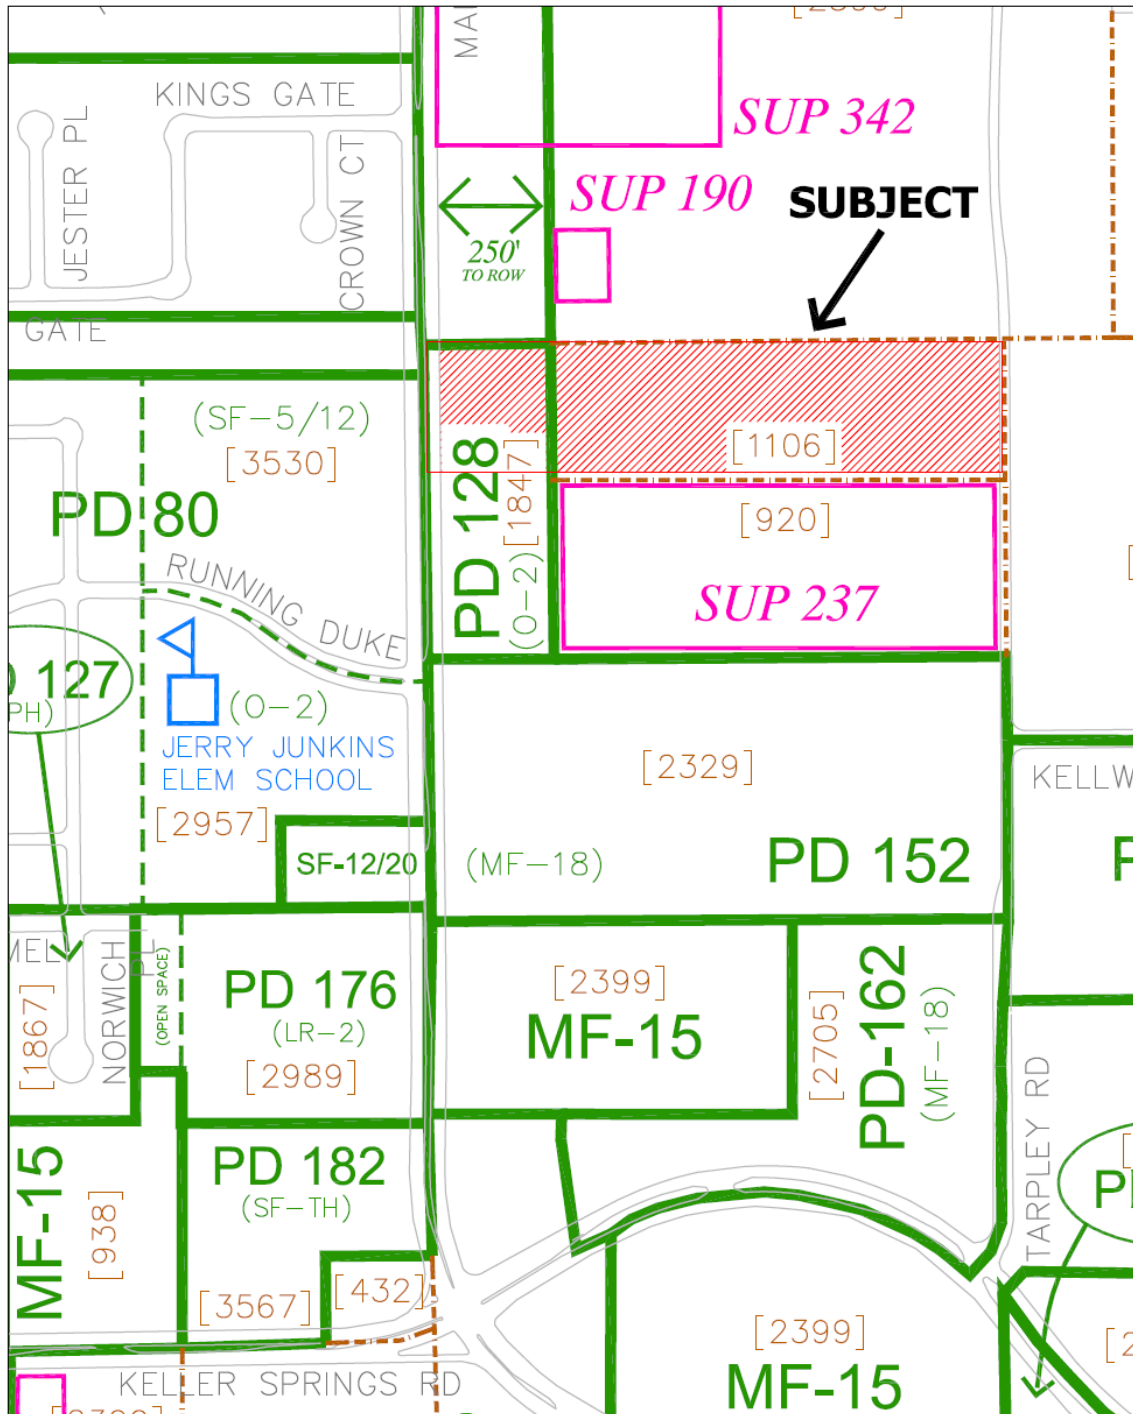 KINGS GATE
JESTER PL
CROWN CT
GATE
SUP 342
SUP 190
SUBJECT
250'
TO ROW
(SF-5/12)
[3530]
PD 80
PD 128
[1847]
(O-2)
[1106]
[920]
SUP 237
RUNNING DUKE
127
PH)
(O-2)
JERRY JUNKINS
ELEM SCHOOL
[2957]
SF-12/20
[2329]
(MF-18)
PD 152
KELLW
MEL
NORWICH PL
(OPEN SPACE)
[1867]
PD 176
(LR-2)
[2989]
[2399]
MF-15
[2705]
PD-162
(MF-18)
TARPLEY RD
MF-15
[938]
PD 182
(SF-TH)
[3567]
[432]
[2399]
MF-15
KELLER SPRINGS RD